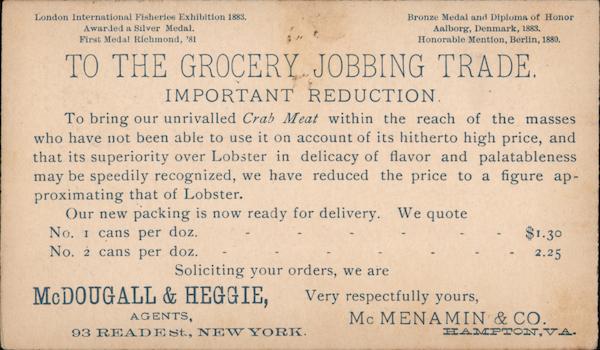 London International Fisheries Exhibition 1883.
Awarded a Silver Medal.
First Medal Richmond, '81
Bronze Medal and Diploma of Honor
Aalborg, Denmark, 1883.
Honorable Mention, Berlin, 1880.
TO THE GROCERY JOBBING TRADE.
IMPORTANT REDUCTION.
To bring our unrivalled Crab Meat within the reach of the masses
who have not been able to use it on account of its hitherto high price, and
that its superiority over Lobster in delicacy of flavor and palatableness
may be speedily recognized, we have reduced the price to a figure ap-
proximating that of Lobster.
Our new packing is now ready for delivery. We quote
No. 1 cans per doz. - - - - - - $1.30
No. 2 cans per doz. - - - - - - - 2.25
Soliciting your orders, we are
McDOUGALL & HEGGIE,
AGENTS,
93 READE St., NEW YORK.
Very respectfully yours,
Mc MENAMIN & CO.
HAMPTON, VA.